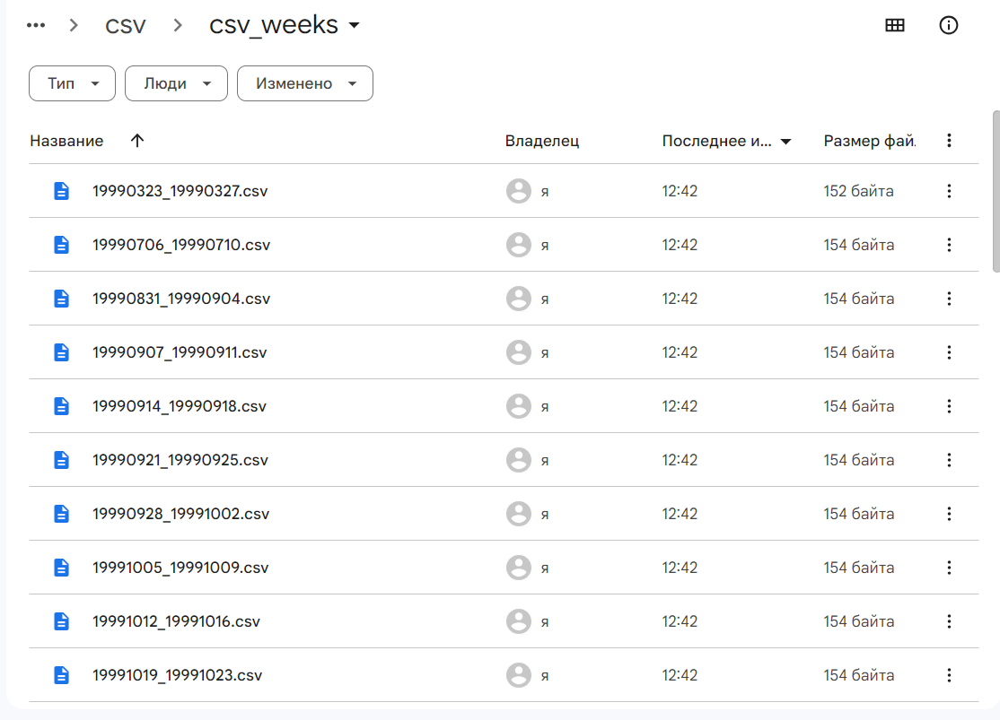 ... > csv > csv_weeks
Тип Люди Изменено
Название Владелец Последнее и... Размер фай.
19990323_19990327.csv я 12:42 152 байта
19990706_19990710.csv я 12:42 154 байта
19990831_19990904.csv я 12:42 154 байта
19990907_19990911.csv я 12:42 154 байта
19990914_19990918.csv я 12:42 154 байта
19990921_19990925.csv я 12:42 154 байта
19990928_19991002.csv я 12:42 154 байта
19991005_19991009.csv я 12:42 154 байта
19991012_19991016.csv я 12:42 154 байта
19991019_19991023.csv я 12:42 154 байта